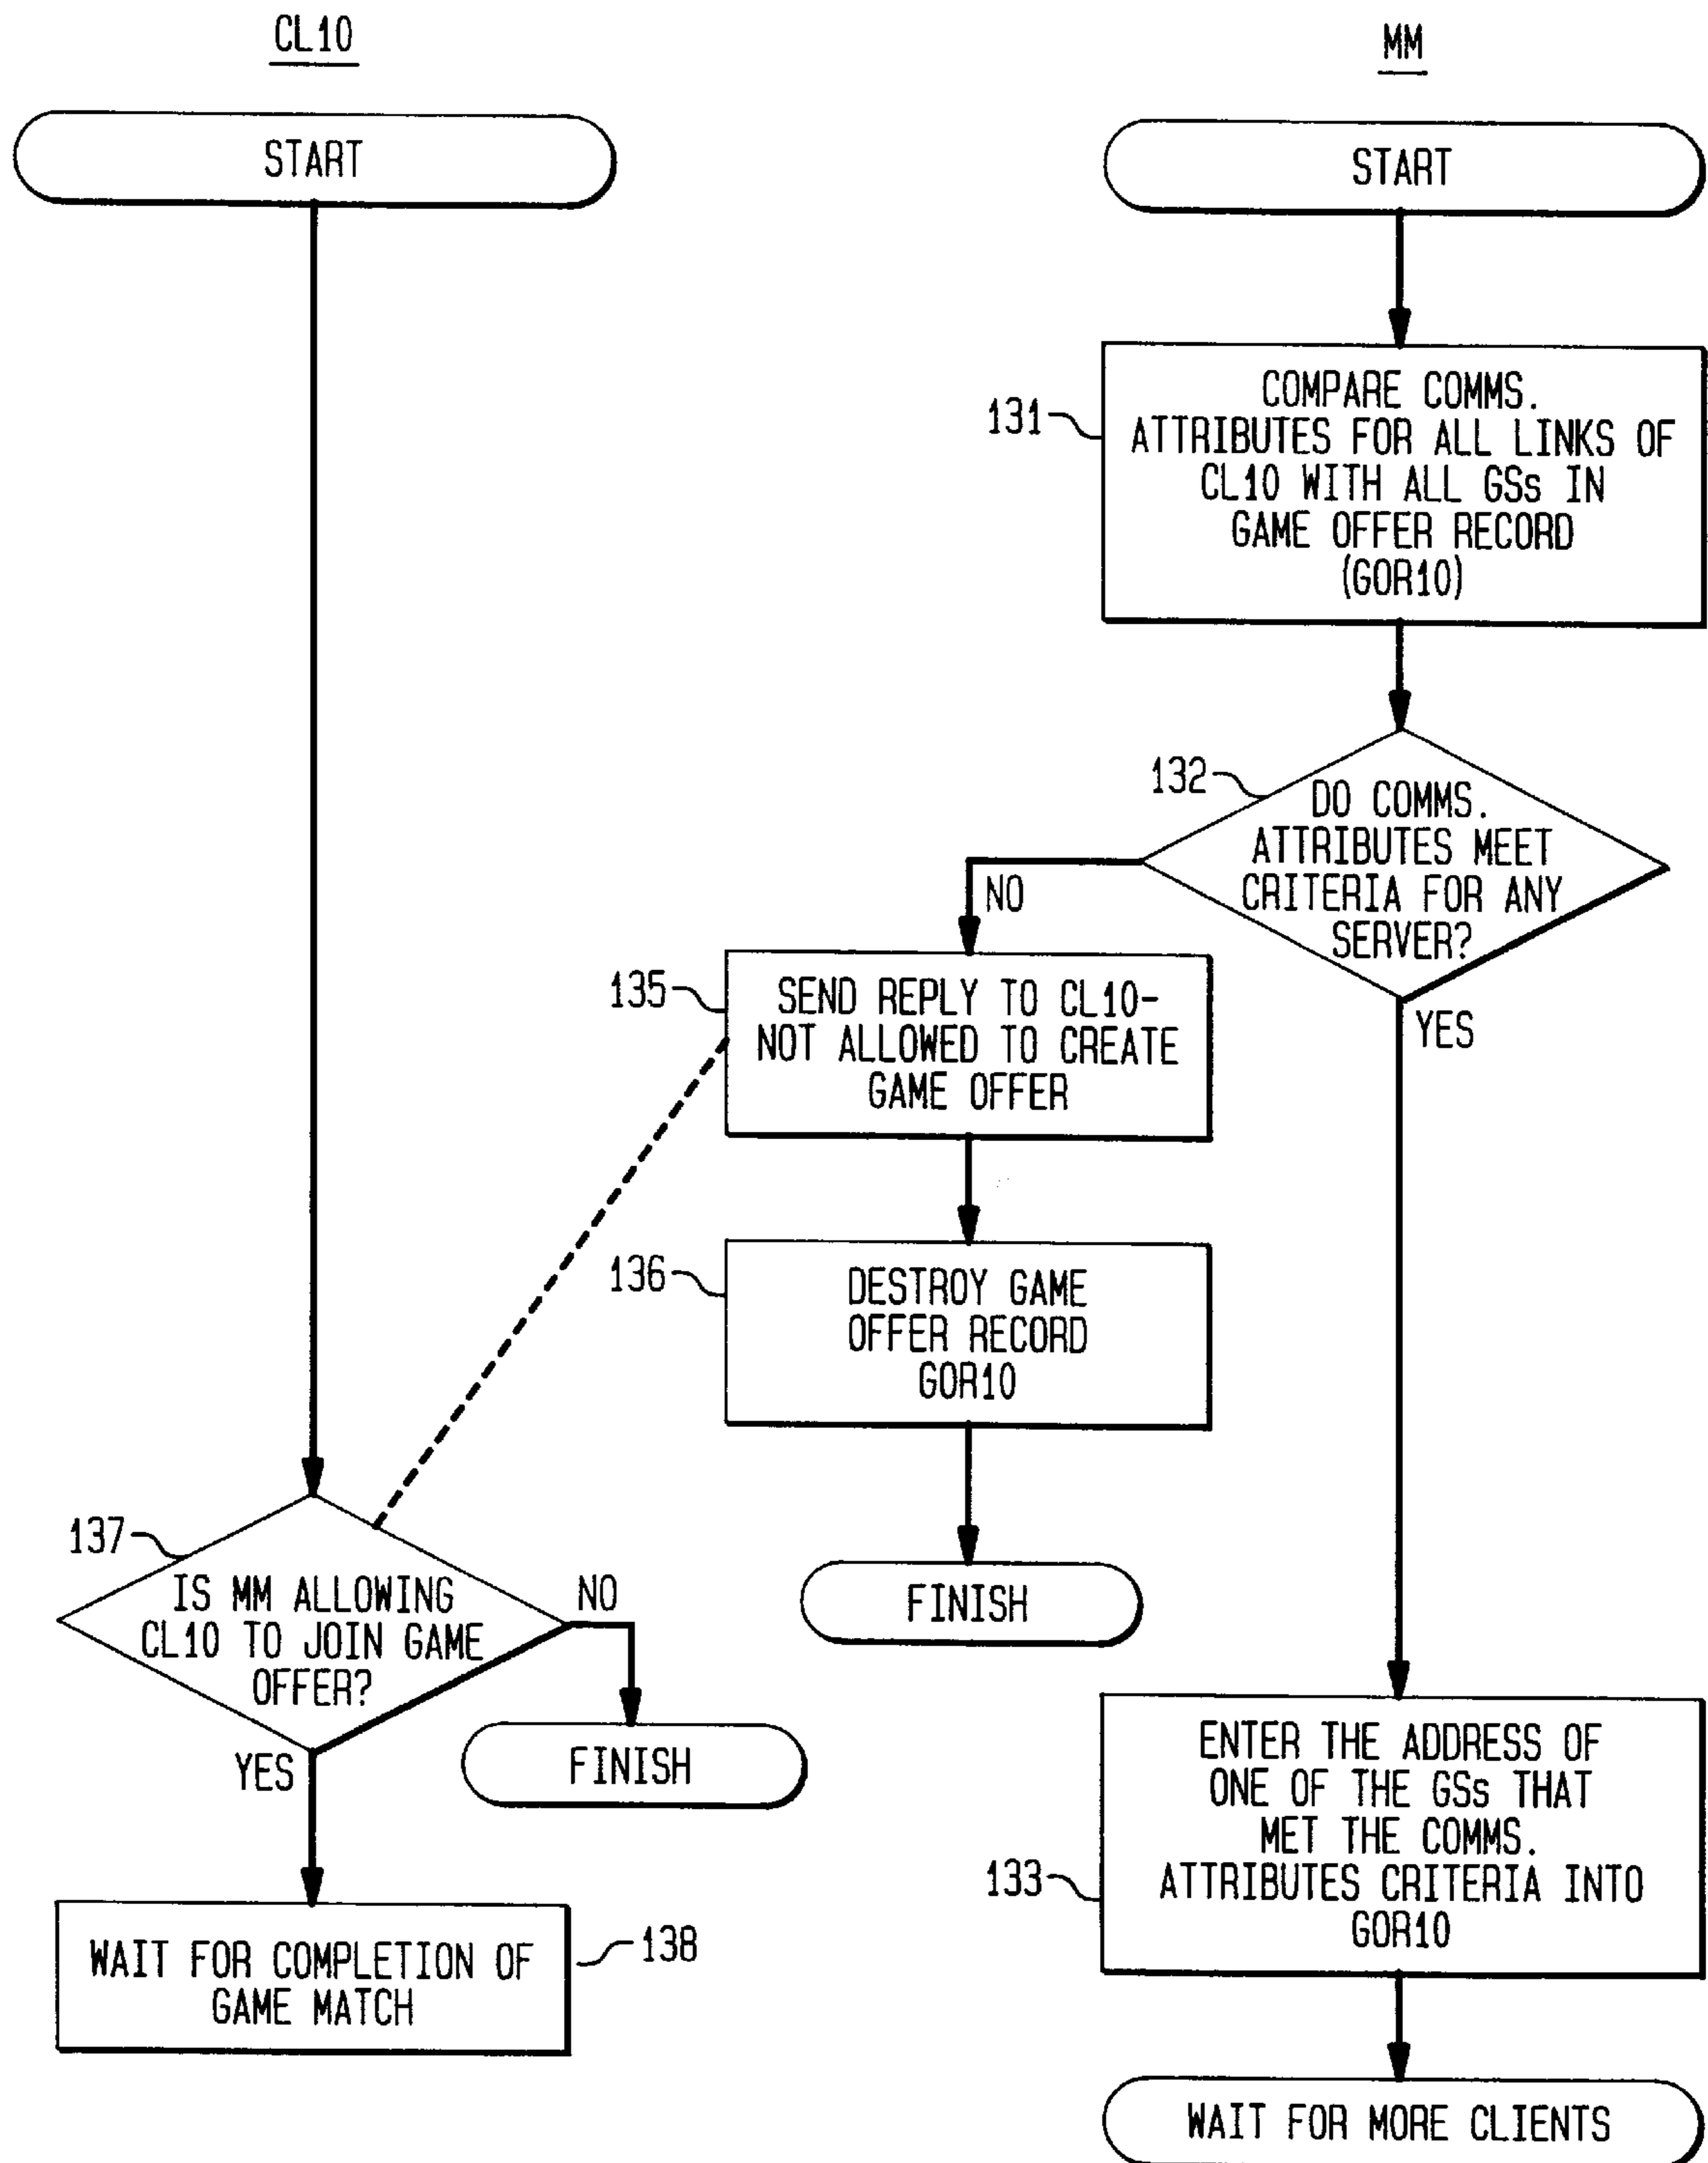 CL10
MM
START
START
131
COMPARE COMMS.
ATTRIBUTES FOR ALL LINKS OF
CL10 WITH ALL GSs IN
GAME OFFER RECORD
(GOR10)
132
DO COMMS.
ATTRIBUTES MEET
CRITERIA FOR ANY
SERVER?
NO
YES
135
SEND REPLY TO CL10-
NOT ALLOWED TO CREATE
GAME OFFER
136
DESTROY GAME
OFFER RECORD
GOR10
FINISH
137
IS MM ALLOWING
CL10 TO JOIN GAME
OFFER?
NO
YES
FINISH
138
WAIT FOR COMPLETION OF
GAME MATCH
133
ENTER THE ADDRESS OF
ONE OF THE GSs THAT
MET THE COMMS.
ATTRIBUTES CRITERIA INTO
GOR10
WAIT FOR MORE CLIENTS